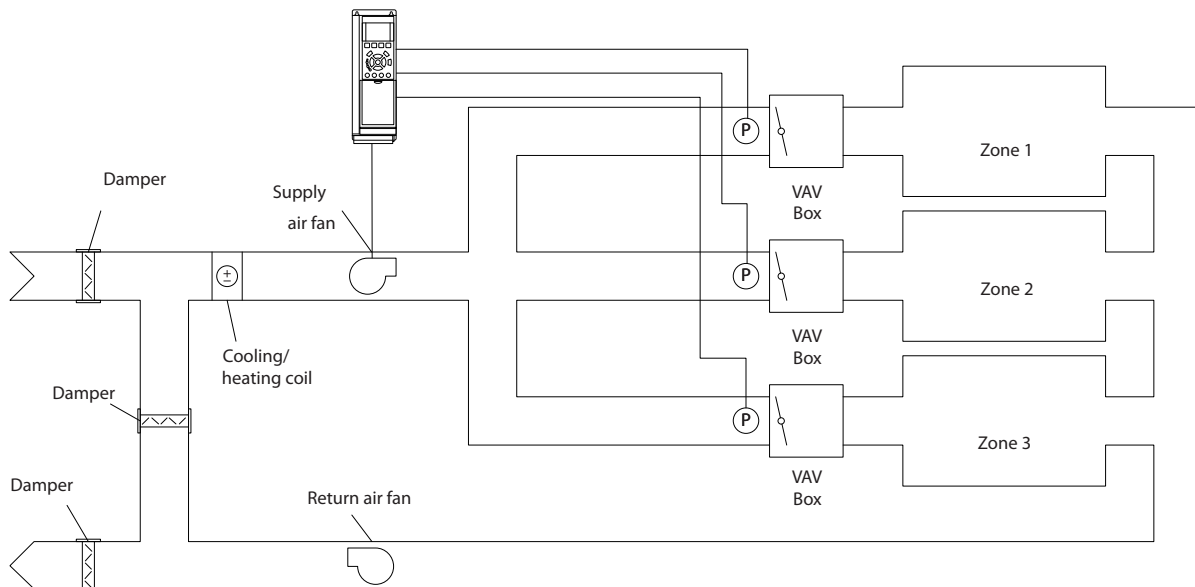 P
Zone 1
Damper
Supply
air fan
VAV
Box
P
Zone 2
±
VAV
Box
Cooling/
heating coil
Damper
P
Zone 3
VAV
Box
Damper
Return air fan